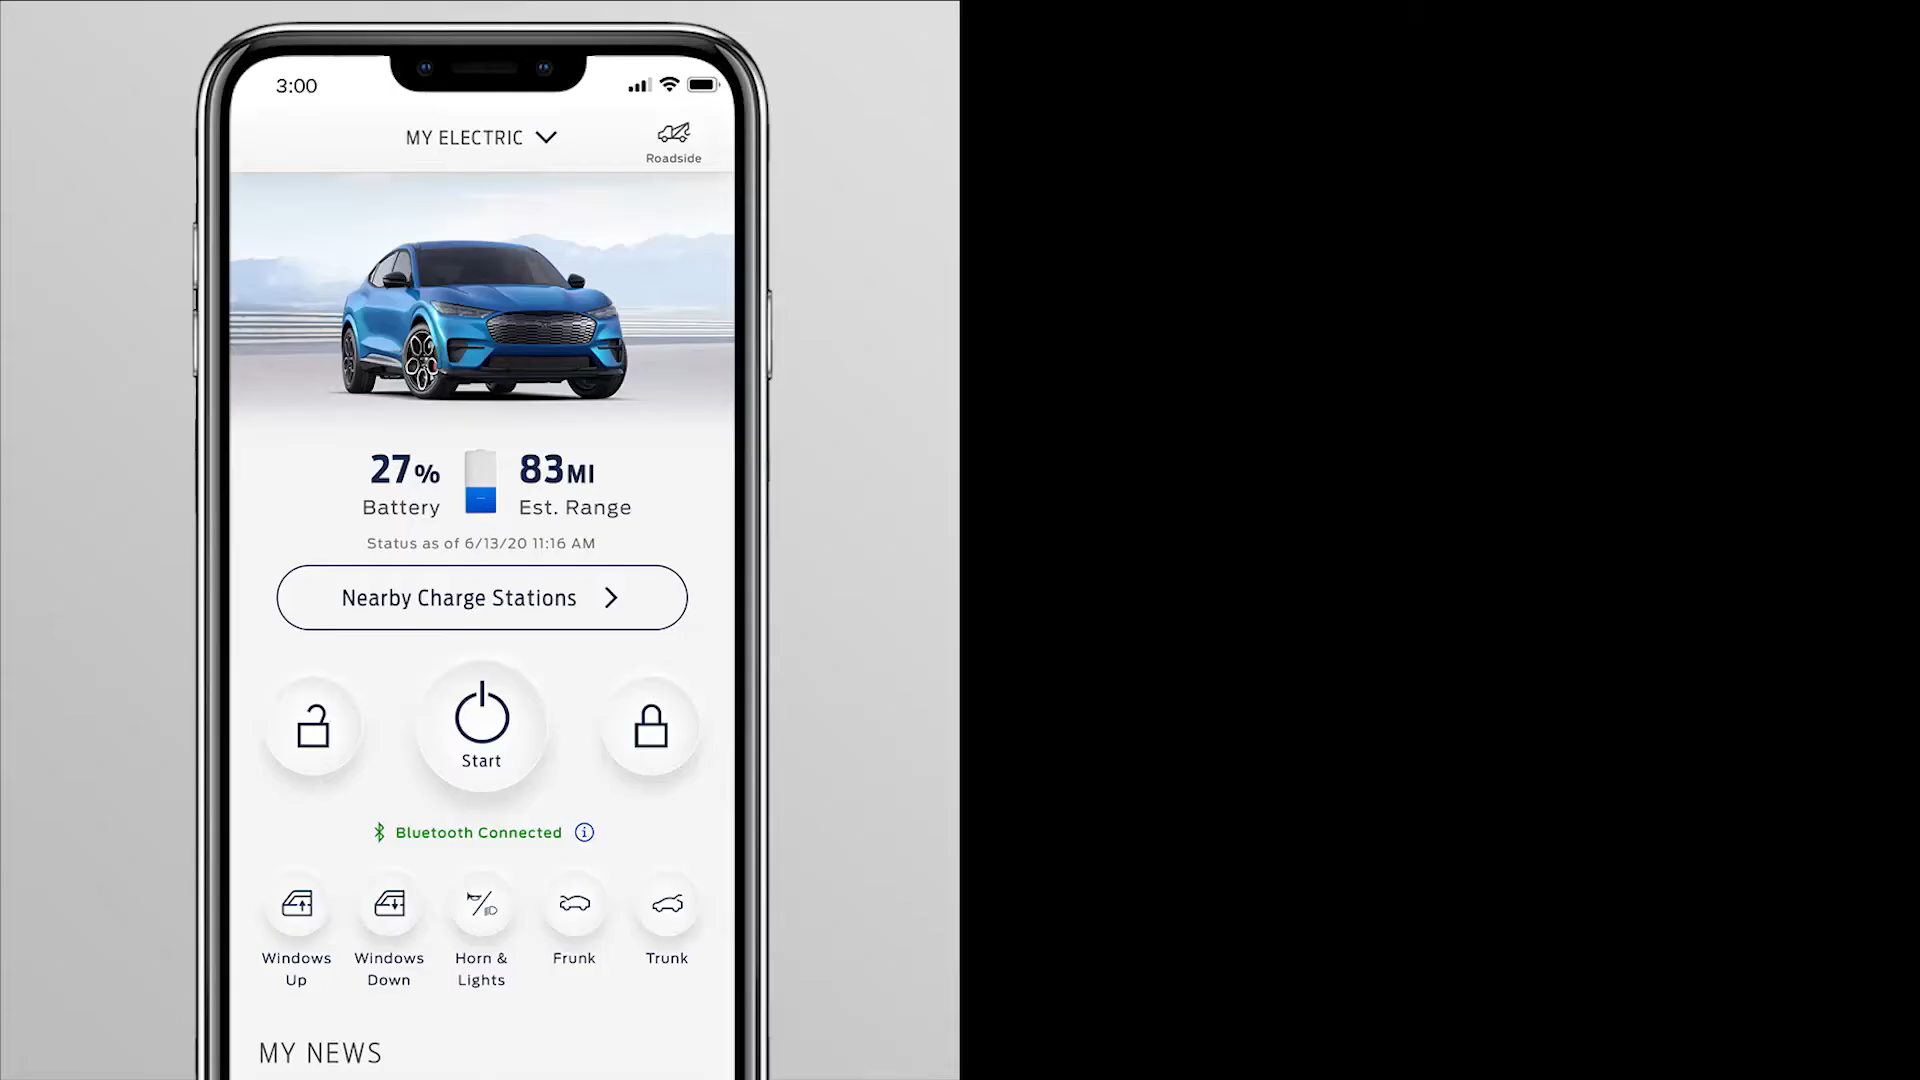 3:00
MY ELECTRIC
Roadside
27% 83MI
Battery Est. Range
Status as of 6/13/20 11:16 AM
Nearby Charge Stations
Start
Bluetooth Connected
Windows Up
Windows Down
Horn & Lights
Frunk
Trunk
MY NEWS